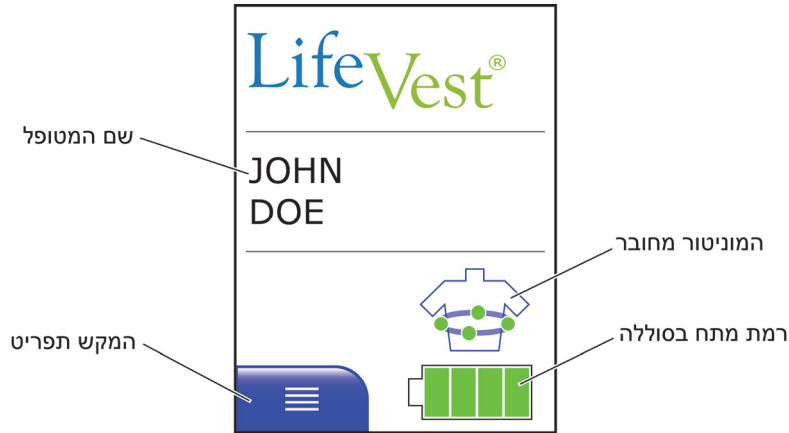 LifeVest®
שם המטופל
JOHN
DOE
המוניטור מחובר
רמת מתח בסוללה
המקש תפריט